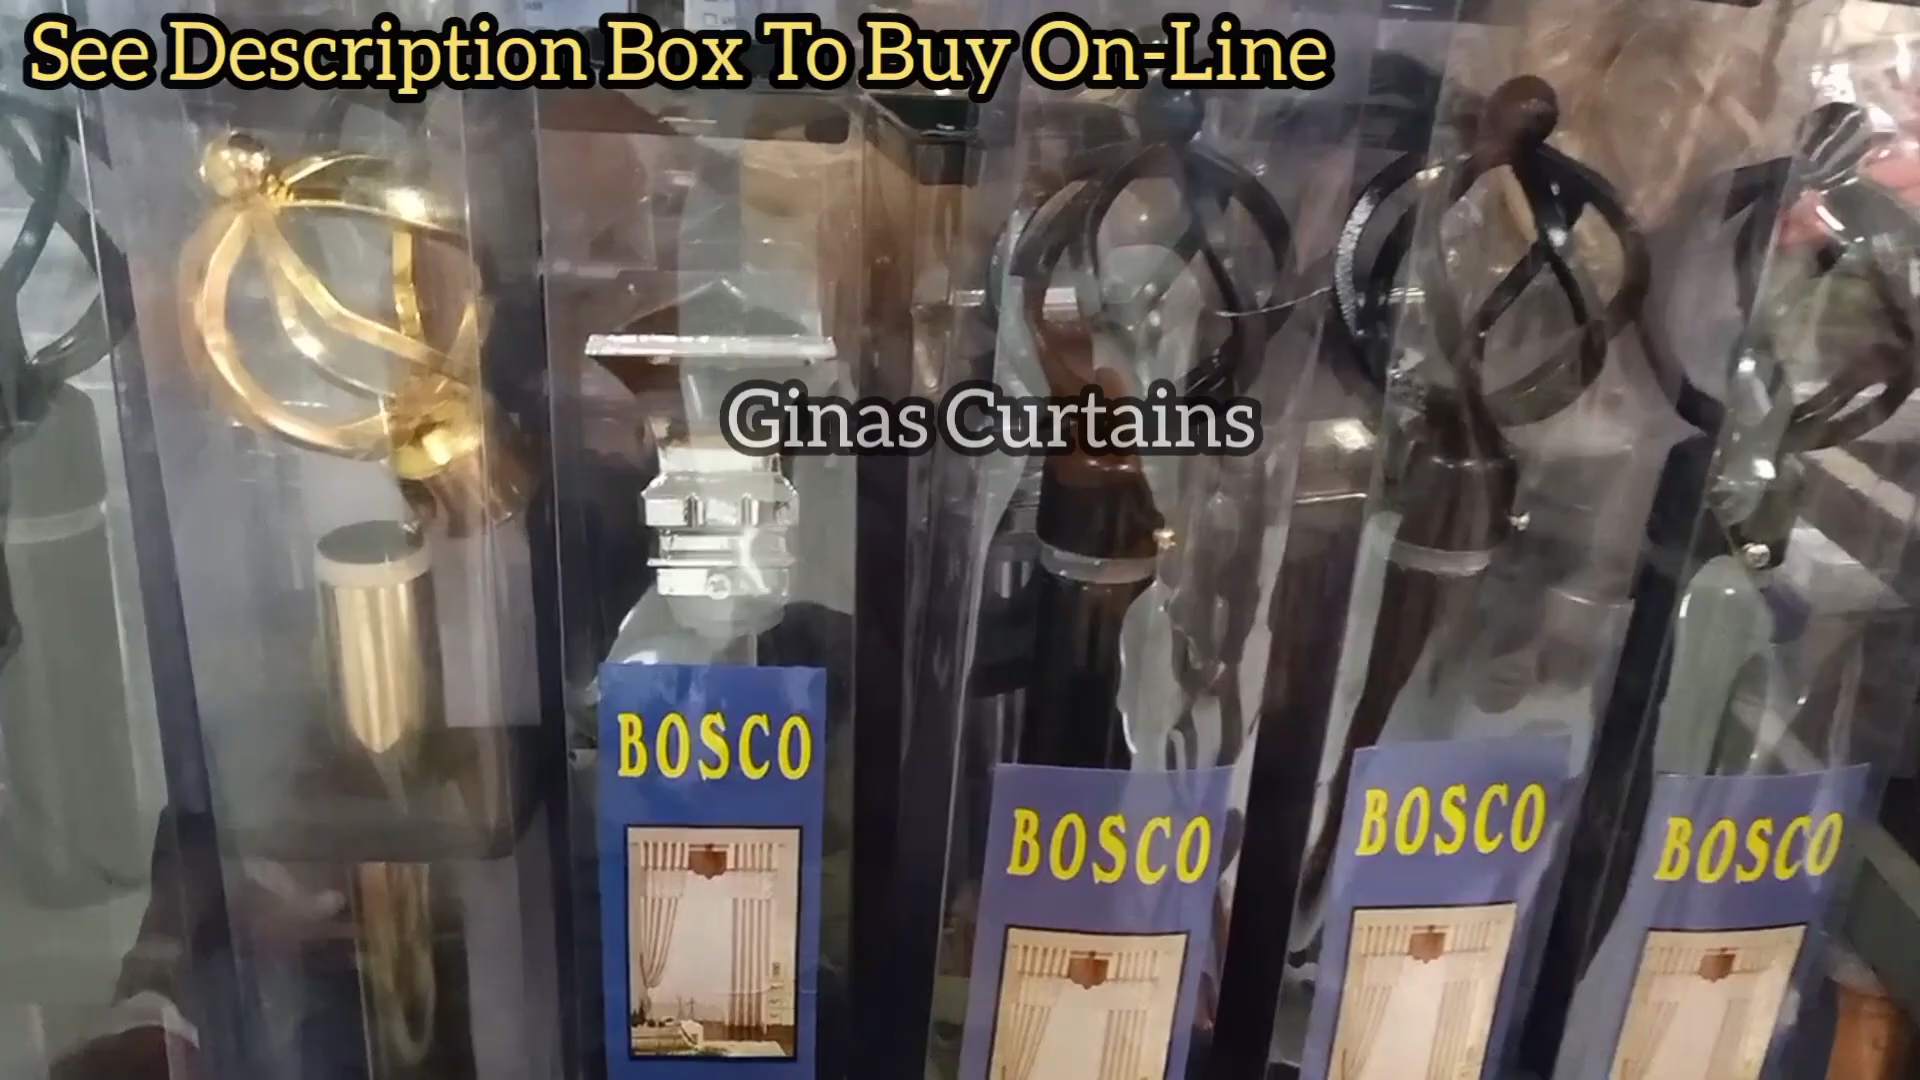 See Description Box To Buy On-Line
Ginas Curtains
BOSCO
BOSCO
BOSCO
BOSCO